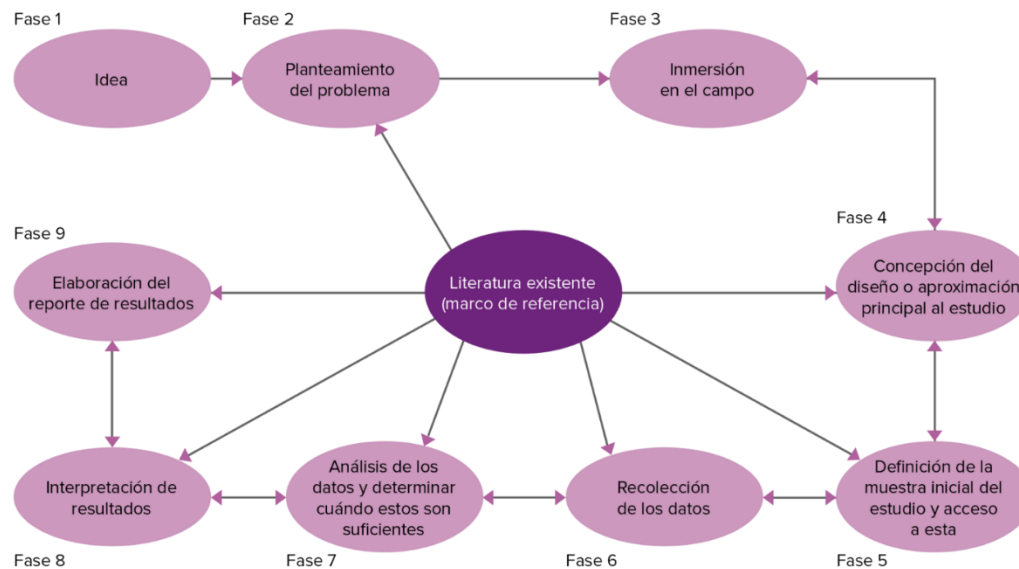 Fase 1
Idea
Fase 2
Planteamiento
del problema
Fase 3
Inmersión
en el campo
Fase 4
Concepción del
diseño o aproximación
principal al estudio
Literatura existente
(marco de referencia)
Fase 9
Elaboración del
reporte de resultados
Interpretación de
resultados
Fase 8
Análisis de los
datos y determinar
cuándo estos son
suficientes
Fase 7
Recolección
de los datos
Fase 6
Definición de la
muestra inicial del
estudio y acceso
a esta
Fase 5